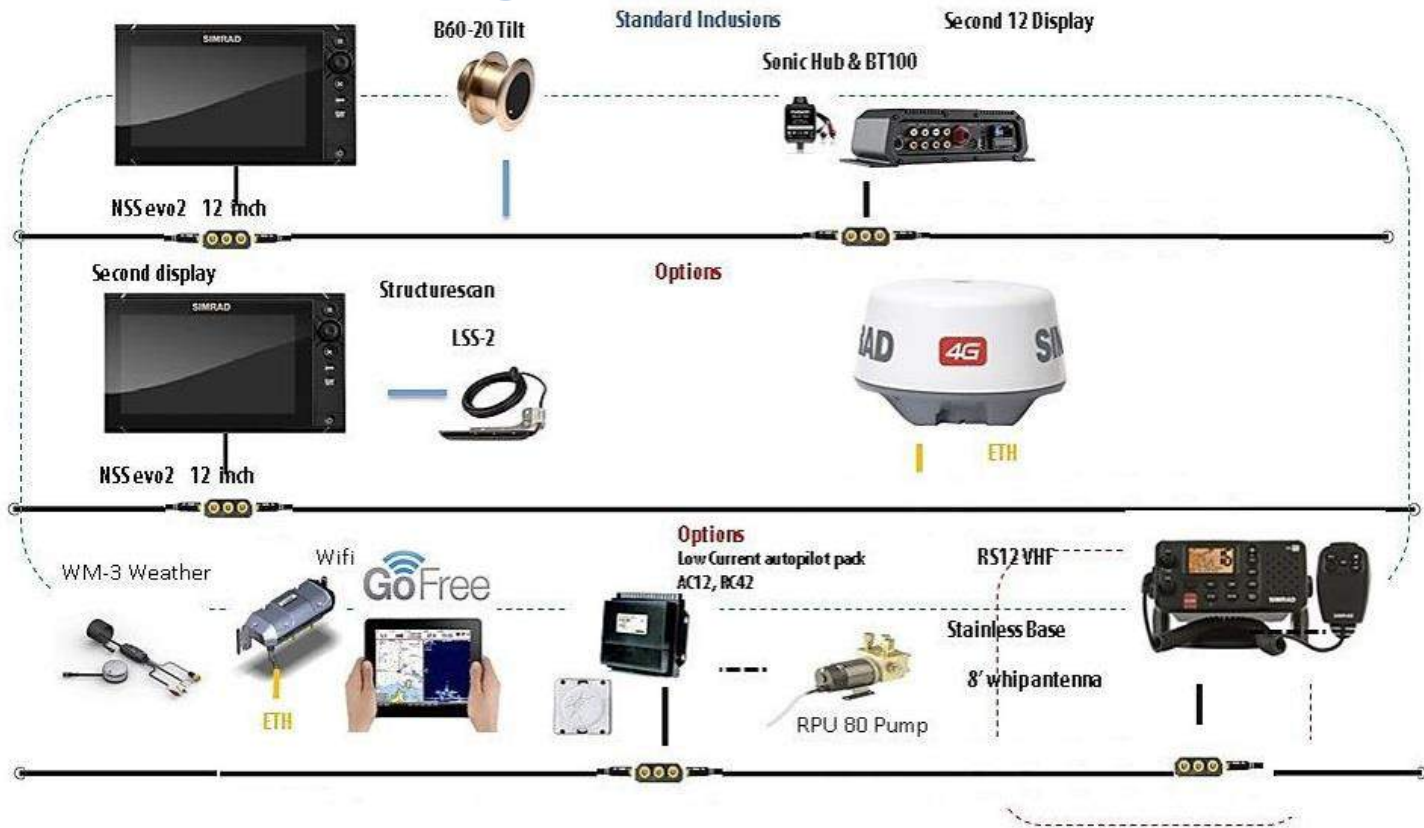 Standard Inclusions
Second 12 Display
B60-20 Tilt
Sonic Hub & BT100
SIMRAD
NSS evo2 12 inch
Second display
Options
Structurescan
SIMRAD
LSS-2
RAD
4G
SIM
ETH
NSS evo2 12 inch
Options
Low Current autopilot pack
AC12, RC42
Wifi
GoFree
WM-3 Weather
RS12 VHF
SIMRAD
Stainless Base
8' whip antenna
ETH
RPU 80 Pump